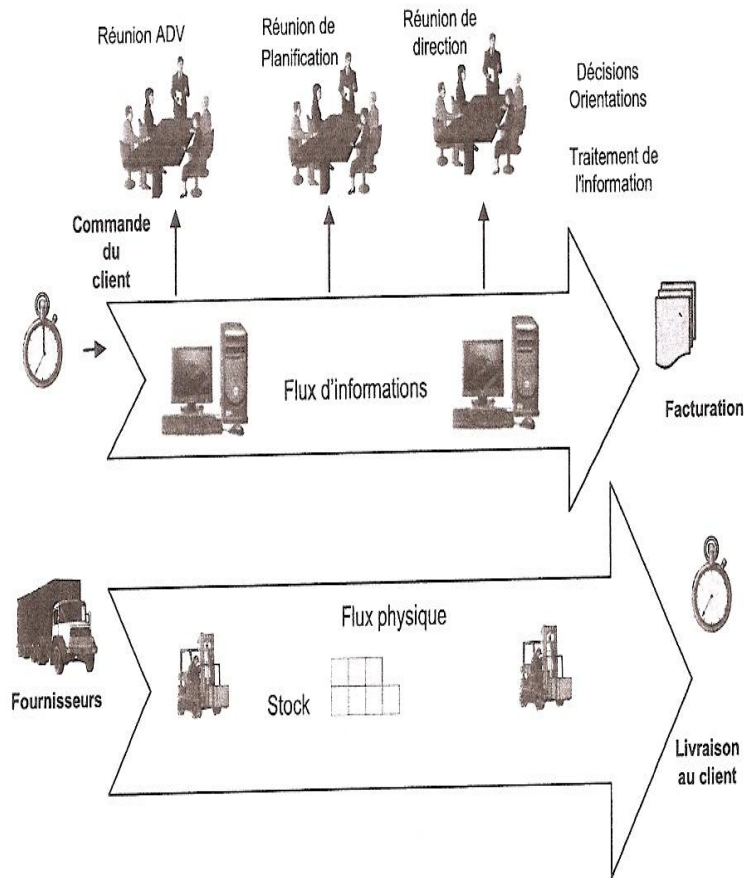 Réunion ADV
Réunion de
Planification
Réunion de
direction
Décisions
Orientations
Traitement de
l'information
Commande
du
client
Flux d'informations
Facturation
Flux physique
Fournisseurs
Stock
Livraison
au client